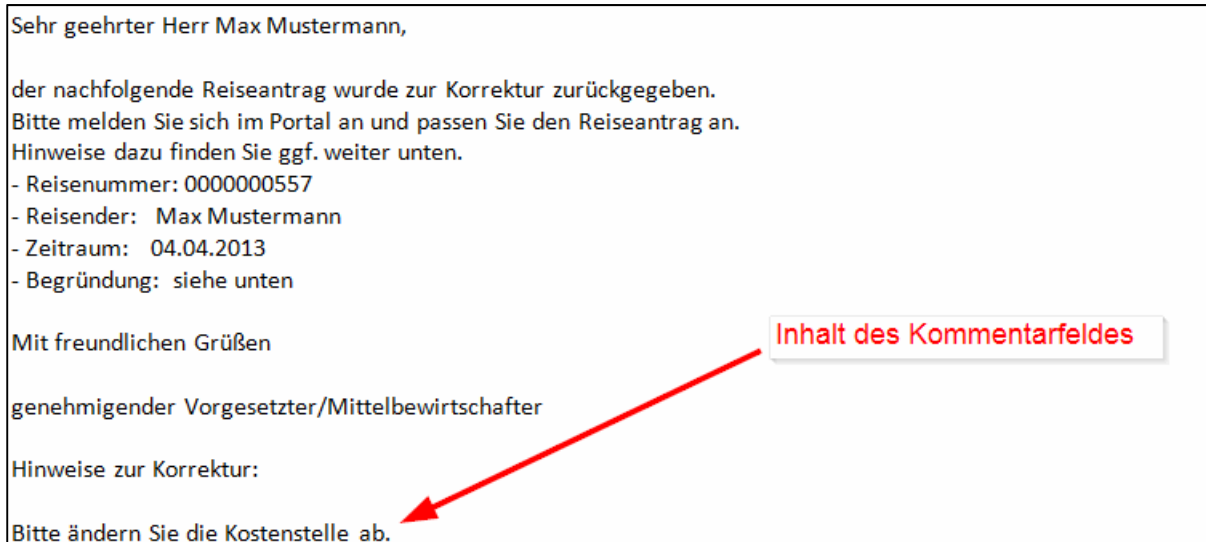 Sehr geehrter Herr Max Mustermann,
der nachfolgende Reiseantrag wurde zur Korrektur zurückgegeben.
Bitte melden Sie sich im Portal an und passen Sie den Reiseantrag an.
Hinweise dazu finden Sie ggf. weiter unten.
- Reisenummer: 0000000557
- Reisender:   Max Mustermann
- Zeitraum:   04.04.2013
- Begründung:  siehe unten
Mit freundlichen Grüßen
Inhalt des Kommentarfeldes
genehmigender Vorgesetzter/Mittelbewirtschafter
Hinweise zur Korrektur:
Bitte ändern Sie die Kostenstelle ab.